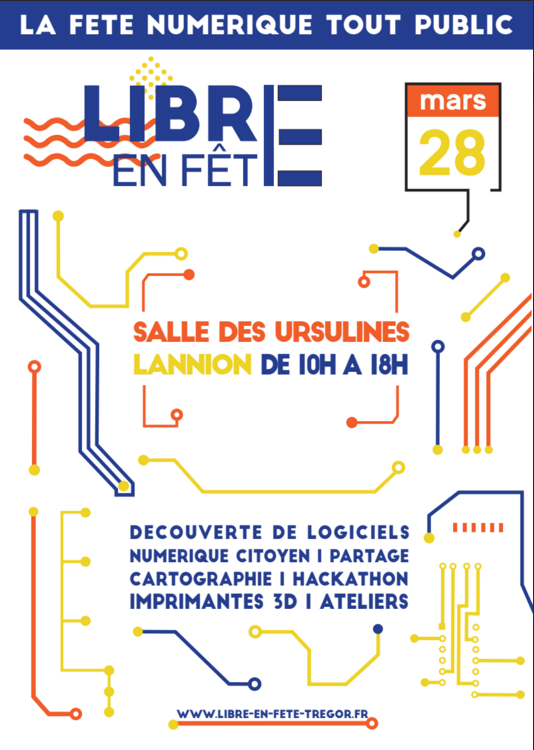 LA FETE NUMERIQUE TOUT PUBLIC
LIBRE
EN FÊTE
mars
28
SALLE DES URSULINES
LANNION DE 10H A 18H
DECOUVERTE DE LOGICIELS
NUMERIQUE CITOYEN I PARTAGE
CARTOGRAPHIE I HACKATHON
IMPRIMANTES 3D I ATELIERS
WWW.LIBRE-EN-FETE-TREGOR.FR